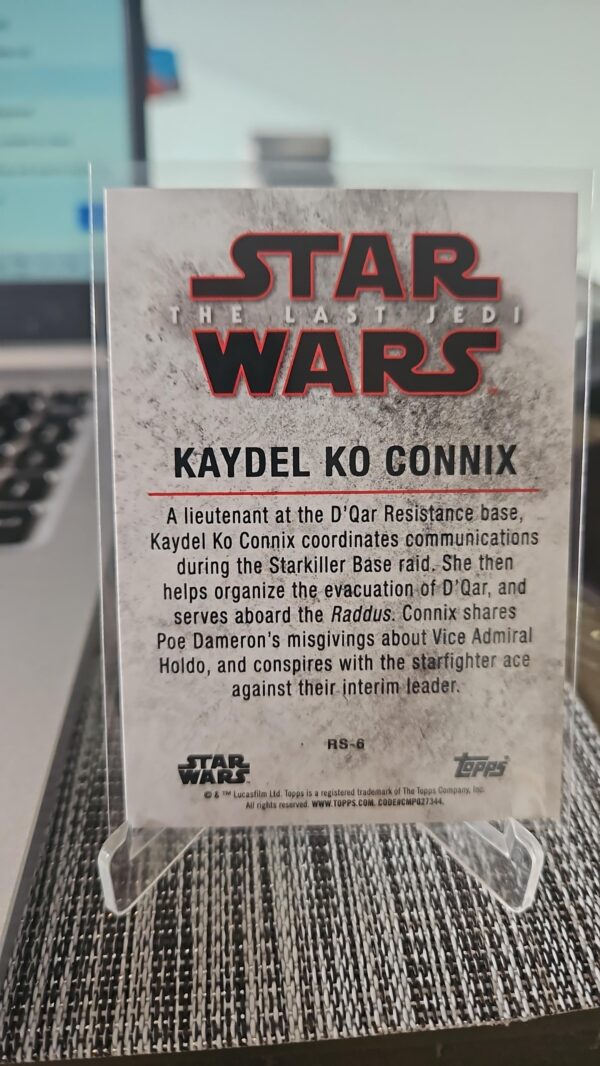 STAR
THE LAST JEDI
WARS
KAYDEL KO CONNIX
A lieutenant at the D'Qar Resistance base,
Kaydel Ko Connix coordinates communications
during the Starkiller Base raid. She then
helps organize the evacuation of D'Qar, and
serves aboard the Raddus. Connix shares
Poe Dameron's misgivings about Vice Admiral
Holdo, and conspires with the starfighter ace
against their interim leader.
RS-6
STAR
WARS
Topps
© & ™ Lucasfilm Ltd. Topps is a registered trademark of The Topps Company, Inc.
All rights reserved. WWW.TOPPS.COM. CODE#CMP027344.